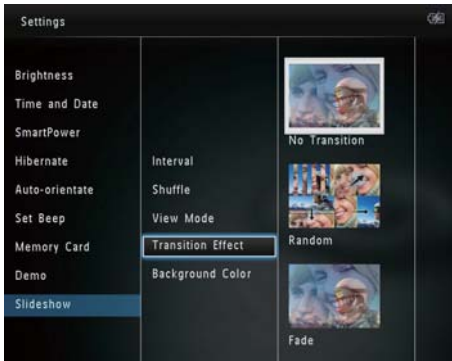 Settings
Brightness
Time and Date
SmartPower
Hibernate
Auto-orientate
Set Beep
Memory Card
Demo
Slideshow
Interval
Shuffle
View Mode
Transition Effect
Background Color
No Transition
Random
Fade